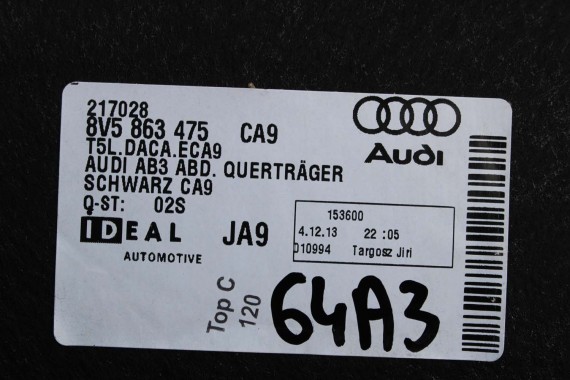 217028
8V5 863 475 CA9
T5L.DACA.ECA9
AUDI AB3 ABD. QUERTRÄGER
SCHWARZ CA9
Q-ST: 02S
IDEAL JA9
AUTOMOTIVE
Audi
153600
4.12.13 22:05
010994 Targosz Jiri
Top C
120
64A3